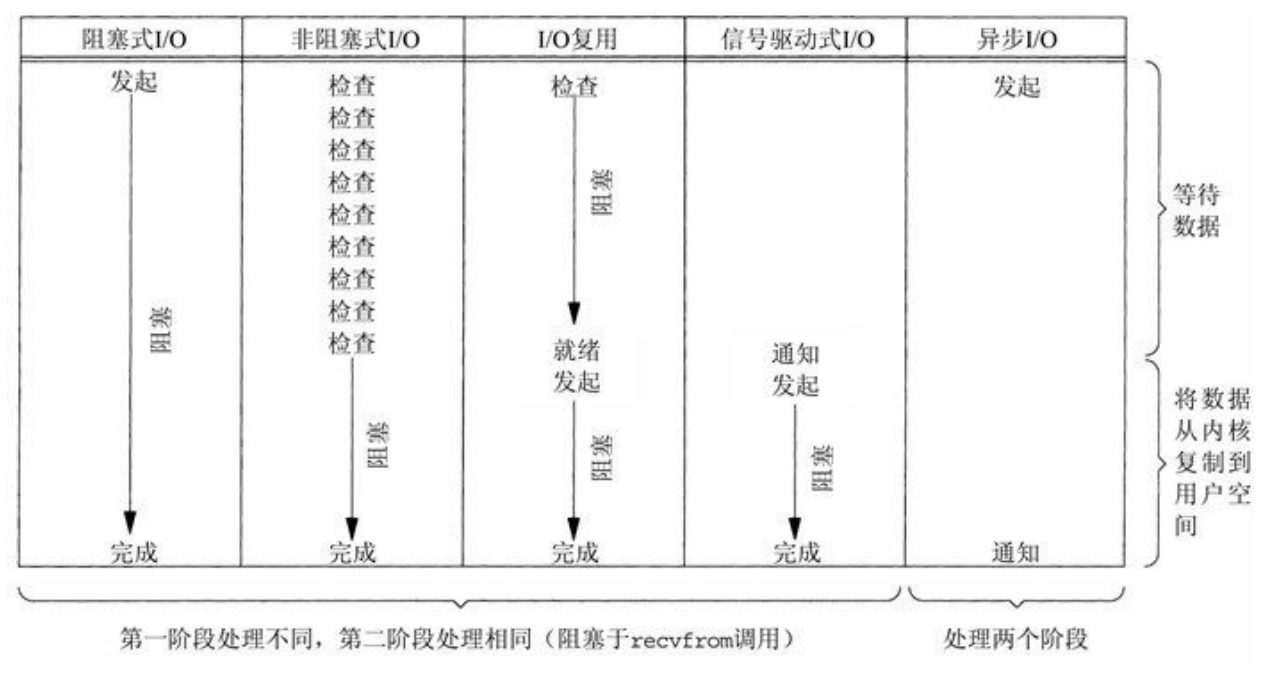 阻塞式I/O 非阻塞式I/O I/O复用 信号驱动式I/O 异步I/O
发起 检查 检查 发起
检查
检查
检查
检查
检查
检查
检查
检查
阻塞
阻塞
就绪 通知
发起 发起
阻塞
阻塞
阻塞
完成 完成 完成 完成 通知
等待
数据
将数据
从内核
复制到
用户空
间
第一阶段处理不同，第二阶段处理相同（阻塞于recvfrom调用）
处理两个阶段